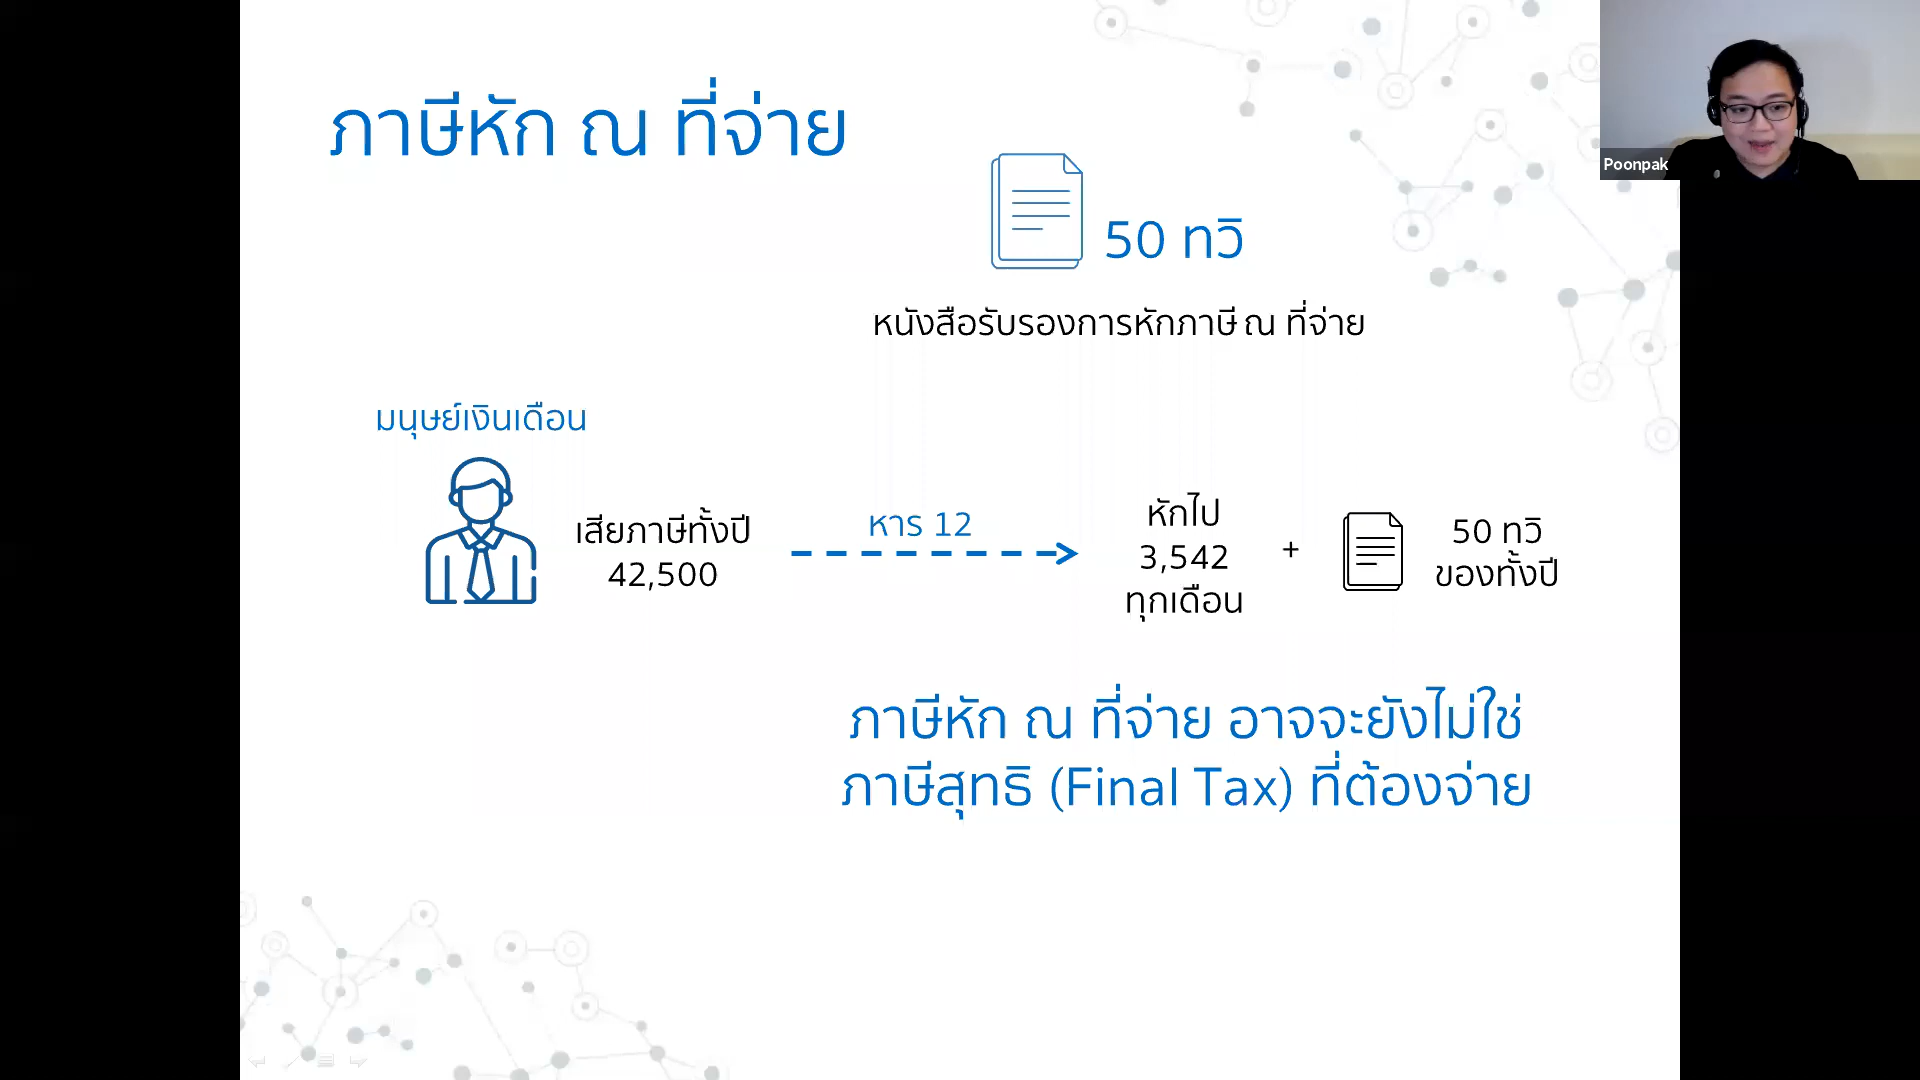 ภาษีหัก ณ ที่จ่าย
Poonpak
50 ทวิ
หนังสือรับรองการหักภาษี ณ ที่จ่าย
มนุษย์เงินเดือน
เสียภาษีทั้งปี
42,500
หาร 12
หักไป
3,542
ทุกเดือน
+
50 ทวิ
ของทั้งปี
ภาษีหัก ณ ที่จ่าย อาจจะยังไม่ใช่
ภาษีสุทธิ (Final Tax) ที่ต้องจ่าย